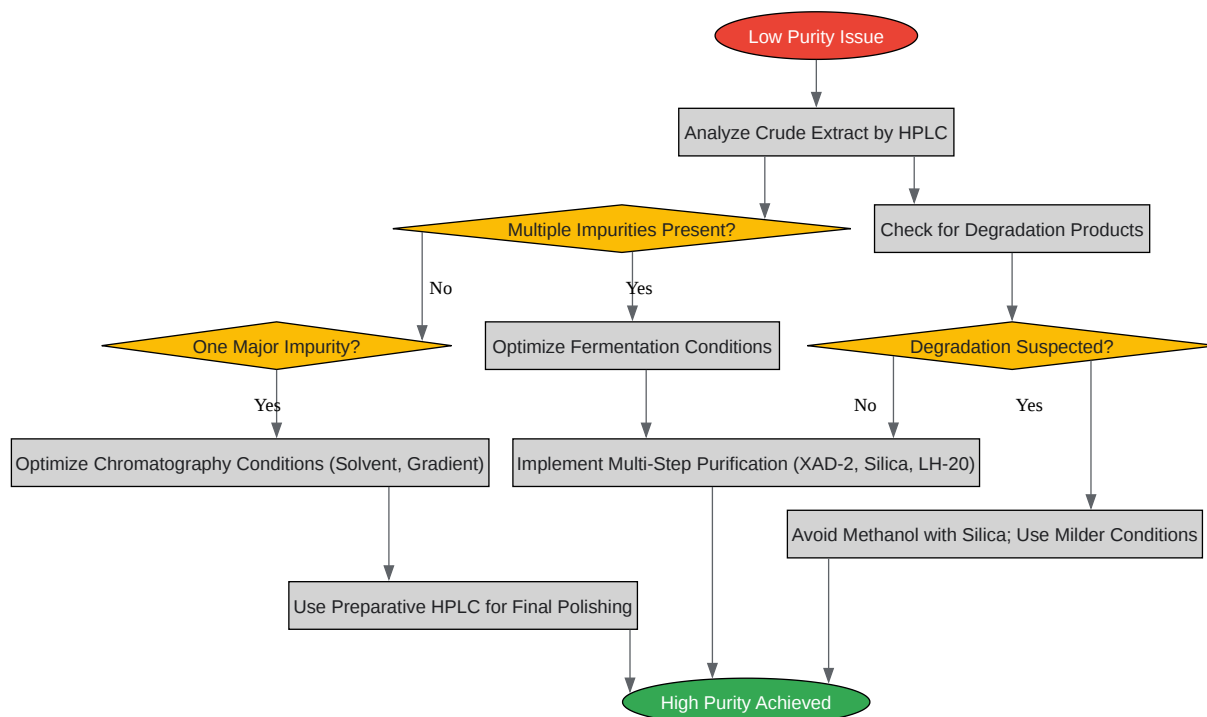 Low Purity Issue
Analyze Crude Extract by HPLC
Multiple Impurities Present?
Check for Degradation Products
No
Yes
One Major Impurity?
Optimize Fermentation Conditions
Degradation Suspected?
Yes
No
Yes
Optimize Chromatography Conditions (Solvent, Gradient)
Implement Multi-Step Purification (XAD-2, Silica, LH-20)
Avoid Methanol with Silica; Use Milder Conditions
Use Preparative HPLC for Final Polishing
High Purity Achieved